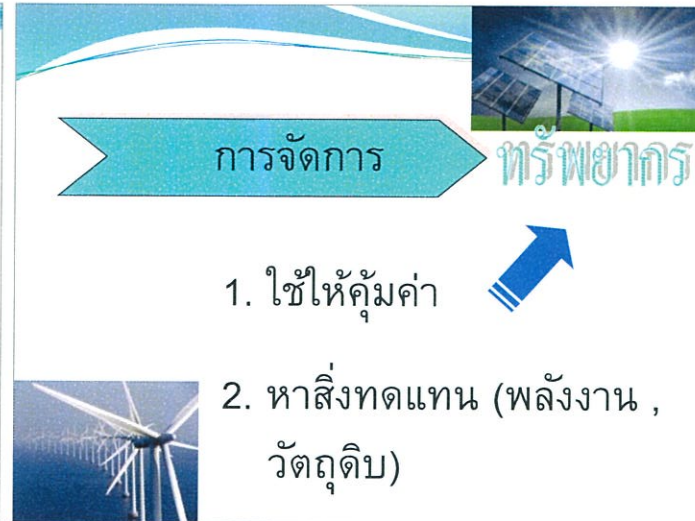 การจัดการ
ทรัพยากร
1. ใช้ให้คุ้มค่า
2. หาสิ่งทดแทน (พลังงาน ,
วัตถุดิบ)